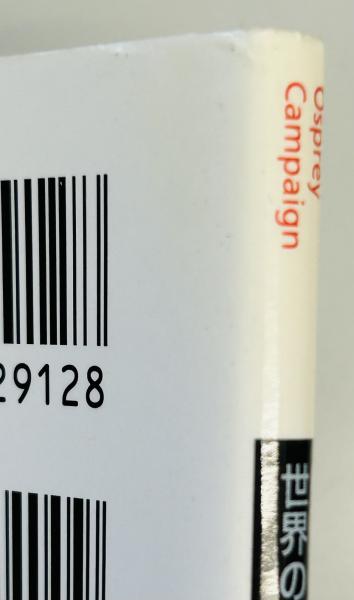 Osprey
Campaign
29128
世界の